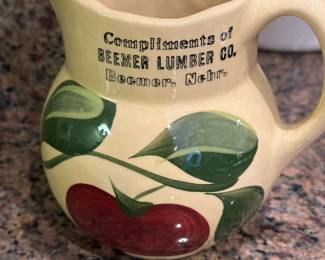 Compliments of
BEEMER LUMBER CO.
Beemer, Nebr.